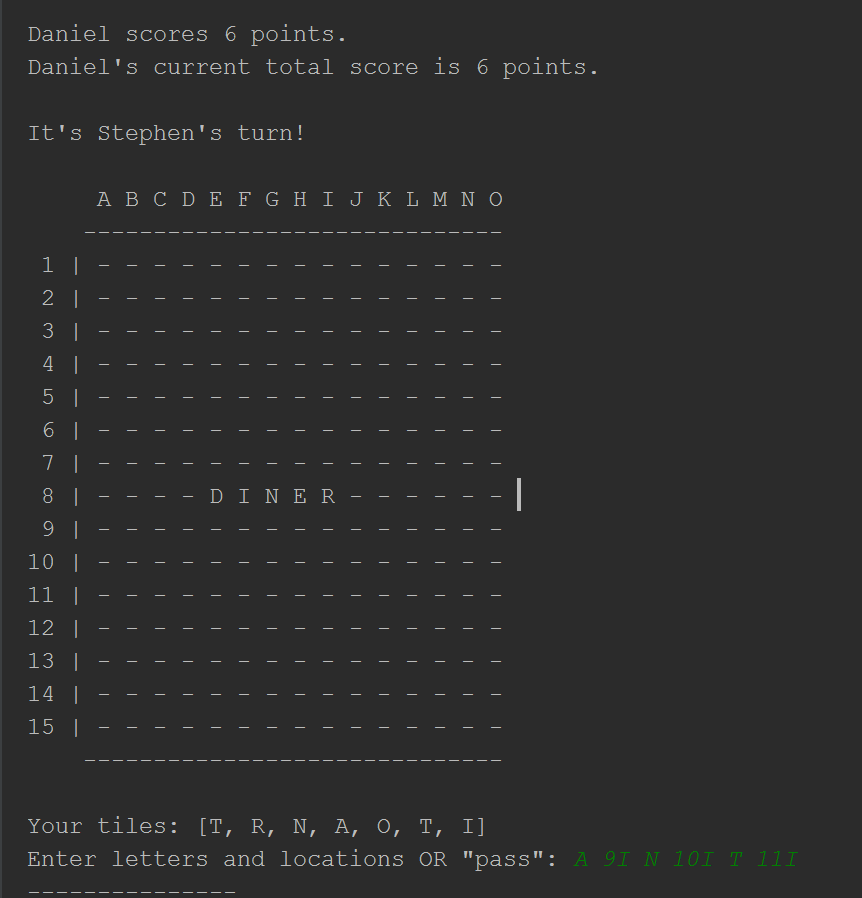 Daniel scores 6 points.
Daniel's current total score is 6 points.
It's Stephen's turn!
A B C D E F G H I J K L M N O
------------------------------
1 | - - - - - - - - - - - - - - -
2 | - - - - - - - - - - - - - - -
3 | - - - - - - - - - - - - - - -
4 | - - - - - - - - - - - - - - -
5 | - - - - - - - - - - - - - - -
6 | - - - - - - - - - - - - - - -
7 | - - - - - - - - - - - - - - -
8 | - - - - D I N E R - - - - - -
9 | - - - - - - - - - - - - - - -
10 | - - - - - - - - - - - - - - -
11 | - - - - - - - - - - - - - - -
12 | - - - - - - - - - - - - - - -
13 | - - - - - - - - - - - - - - -
14 | - - - - - - - - - - - - - - -
15 | - - - - - - - - - - - - - - -
------------------------------
Your tiles: [T, R, N, A, O, T, I]
Enter letters and locations OR "pass": A 9I N 10I T 11I
---------------